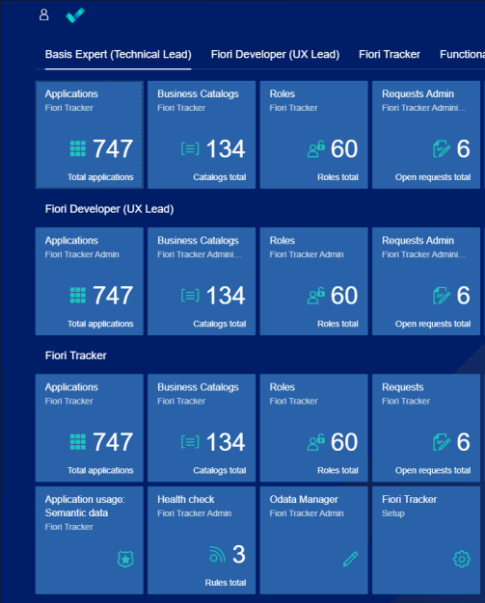 Basis Expert (Technical Lead) Fiori Developer (UX Lead) Fiori Tracker Functiona
Applications Business Catalogs Roles Requests Admin
Fiori Tracker Fiori Tracker Fiori Tracker Fiori Tracker Admini...
747 134 60 6
Total applications Catalogs total Roles total Open requests total
Fiori Developer (UX Lead)
Applications Business Catalogs Roles Requests Admin
Fiori Tracker Admin Fiori Tracker Admini... Fiori Tracker Admin Fiori Tracker Admini...
747 134 60 6
Total applications Catalogs total Roles total Open requests total
Fiori Tracker
Applications Business Catalogs Roles Requests
Fiori Tracker Fiori Tracker Fiori Tracker Fiori Tracker
747 134 60 6
Total applications Catalogs total Roles total Open requests total
Application usage: Health check Odata Manager Fiori Tracker
Semantic data Fiori Tracker Admin Fiori Tracker Admin Setup
Fiori Tracker
3
Rules total